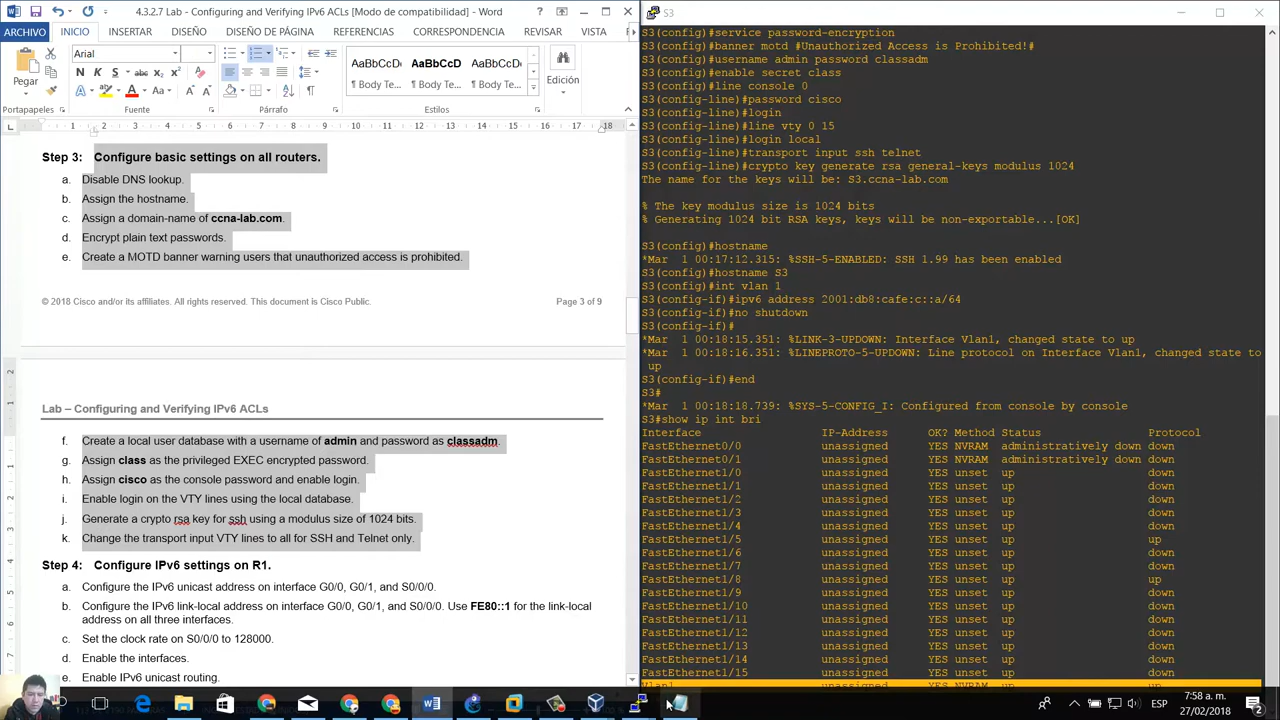 4.3.2.7 Lab - Configuring and Verifying IPv6 ACLs [Modo de compatibilidad] - Word
ARCHIVO INICIO INSERTAR DISEÑO DISEÑO DE PÁGINA REFERENCIAS CORRESPONDENCIA REVISAR VISTA
Pegar
Arial
N K S abc x₂ x²
A Aa A A
AaBbCcDc AaBbCcDc AaBbCcDc
¶ Body Te... ¶ Body Te... ¶ Body Te...
Edición
Portapapeles Fuente Párrafo Estilos
Step 3: Configure basic settings on all routers.
a. Disable DNS lookup.
b. Assign the hostname.
c. Assign a domain-name of ccna-lab.com.
d. Encrypt plain text passwords.
e. Create a MOTD banner warning users that unauthorized access is prohibited.
© 2018 Cisco and/or its affiliates. All rights reserved. This document is Cisco Public. Page 3 of 9
Lab – Configuring and Verifying IPv6 ACLs
f. Create a local user database with a username of admin and password as classadm.
g. Assign class as the privileged EXEC encrypted password.
h. Assign cisco as the console password and enable login.
i. Enable login on the VTY lines using the local database.
j. Generate a crypto rsa key for ssh using a modulus size of 1024 bits.
k. Change the transport input VTY lines to all for SSH and Telnet only.
Step 4: Configure IPv6 settings on R1.
a. Configure the IPv6 unicast address on interface G0/0, G0/1, and S0/0/0.
b. Configure the IPv6 link-local address on interface G0/0, G0/1, and S0/0/0. Use FE80::1 for the link-local
address on all three interfaces.
c. Set the clock rate on S0/0/0 to 128000.
d. Enable the interfaces.
e. Enable IPv6 unicast routing.
S3
S3(config)#service password-encryption
S3(config)#banner motd #Unauthorized Access is Prohibited!#
S3(config)#username admin password classadm
S3(config)#enable secret class
S3(config)#line console 0
S3(config-line)#password cisco
S3(config-line)#login
S3(config-line)#line vty 0 15
S3(config-line)#login local
S3(config-line)#transport input ssh telnet
S3(config-line)#crypto key generate rsa general-keys modulus 1024
The name for the keys will be: S3.ccna-lab.com
% The key modulus size is 1024 bits
% Generating 1024 bit RSA keys, keys will be non-exportable...[OK]
S3(config)#hostname
*Mar  1 00:17:12.315: %SSH-5-ENABLED: SSH 1.99 has been enabled
S3(config)#hostname S3
S3(config)#int vlan 1
S3(config-if)#ipv6 address 2001:db8:cafe:c::a/64
S3(config-if)#no shutdown
S3(config-if)#
*Mar  1 00:18:15.351: %LINK-3-UPDOWN: Interface Vlan1, changed state to up
*Mar  1 00:18:16.351: %LINEPROTO-5-UPDOWN: Line protocol on Interface Vlan1, changed state to
up
S3(config-if)#end
S3#
*Mar  1 00:18:18.739: %SYS-5-CONFIG_I: Configured from console by console
S3#show ip int bri
Interface IP-Address OK? Method Status Protocol
FastEthernet0/0 unassigned YES NVRAM administratively down down
FastEthernet0/1 unassigned YES NVRAM administratively down down
FastEthernet1/0 unassigned YES unset up down
FastEthernet1/1 unassigned YES unset up down
FastEthernet1/2 unassigned YES unset up down
FastEthernet1/3 unassigned YES unset up down
FastEthernet1/4 unassigned YES unset up down
FastEthernet1/5 unassigned YES unset up up
FastEthernet1/6 unassigned YES unset up down
FastEthernet1/7 unassigned YES unset up down
FastEthernet1/8 unassigned YES unset up up
FastEthernet1/9 unassigned YES unset up down
FastEthernet1/10 unassigned YES unset up down
FastEthernet1/11 unassigned YES unset up down
FastEthernet1/12 unassigned YES unset up down
FastEthernet1/13 unassigned YES unset up down
FastEthernet1/14 unassigned YES unset up down
FastEthernet1/15 unassigned YES unset up down
Vlan1 unassigned YES NVRAM up up
ESP
7:58 a. m.
27/02/2018